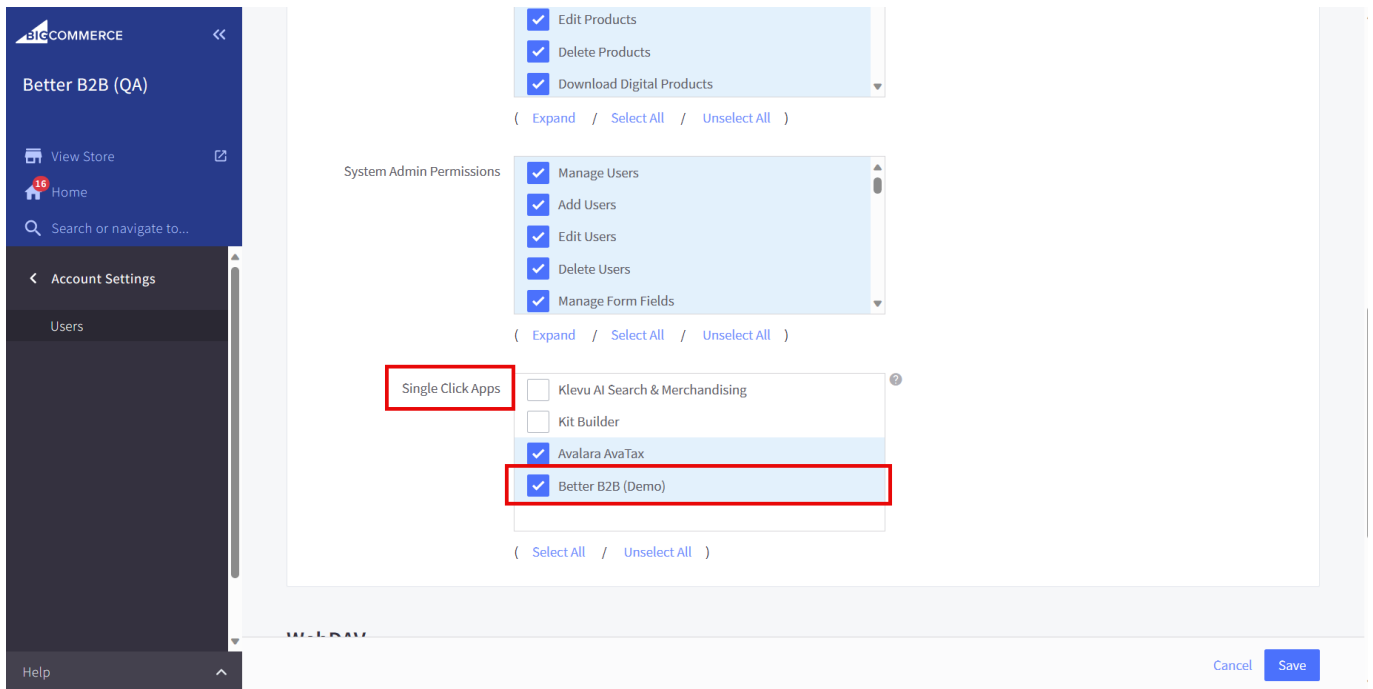 BIGCOMMERCE
Better B2B (QA)
View Store
16
Home
Search or navigate to...
Account Settings
Users
Help
Edit Products
Delete Products
Download Digital Products
( Expand / Select All / Unselect All )
System Admin Permissions
Manage Users
Add Users
Edit Users
Delete Users
Manage Form Fields
( Expand / Select All / Unselect All )
Single Click Apps
?
Klevu AI Search & Merchandising
Kit Builder
Avalara AvaTax
Better B2B (Demo)
( Select All / Unselect All )
WebDAV
Cancel
Save